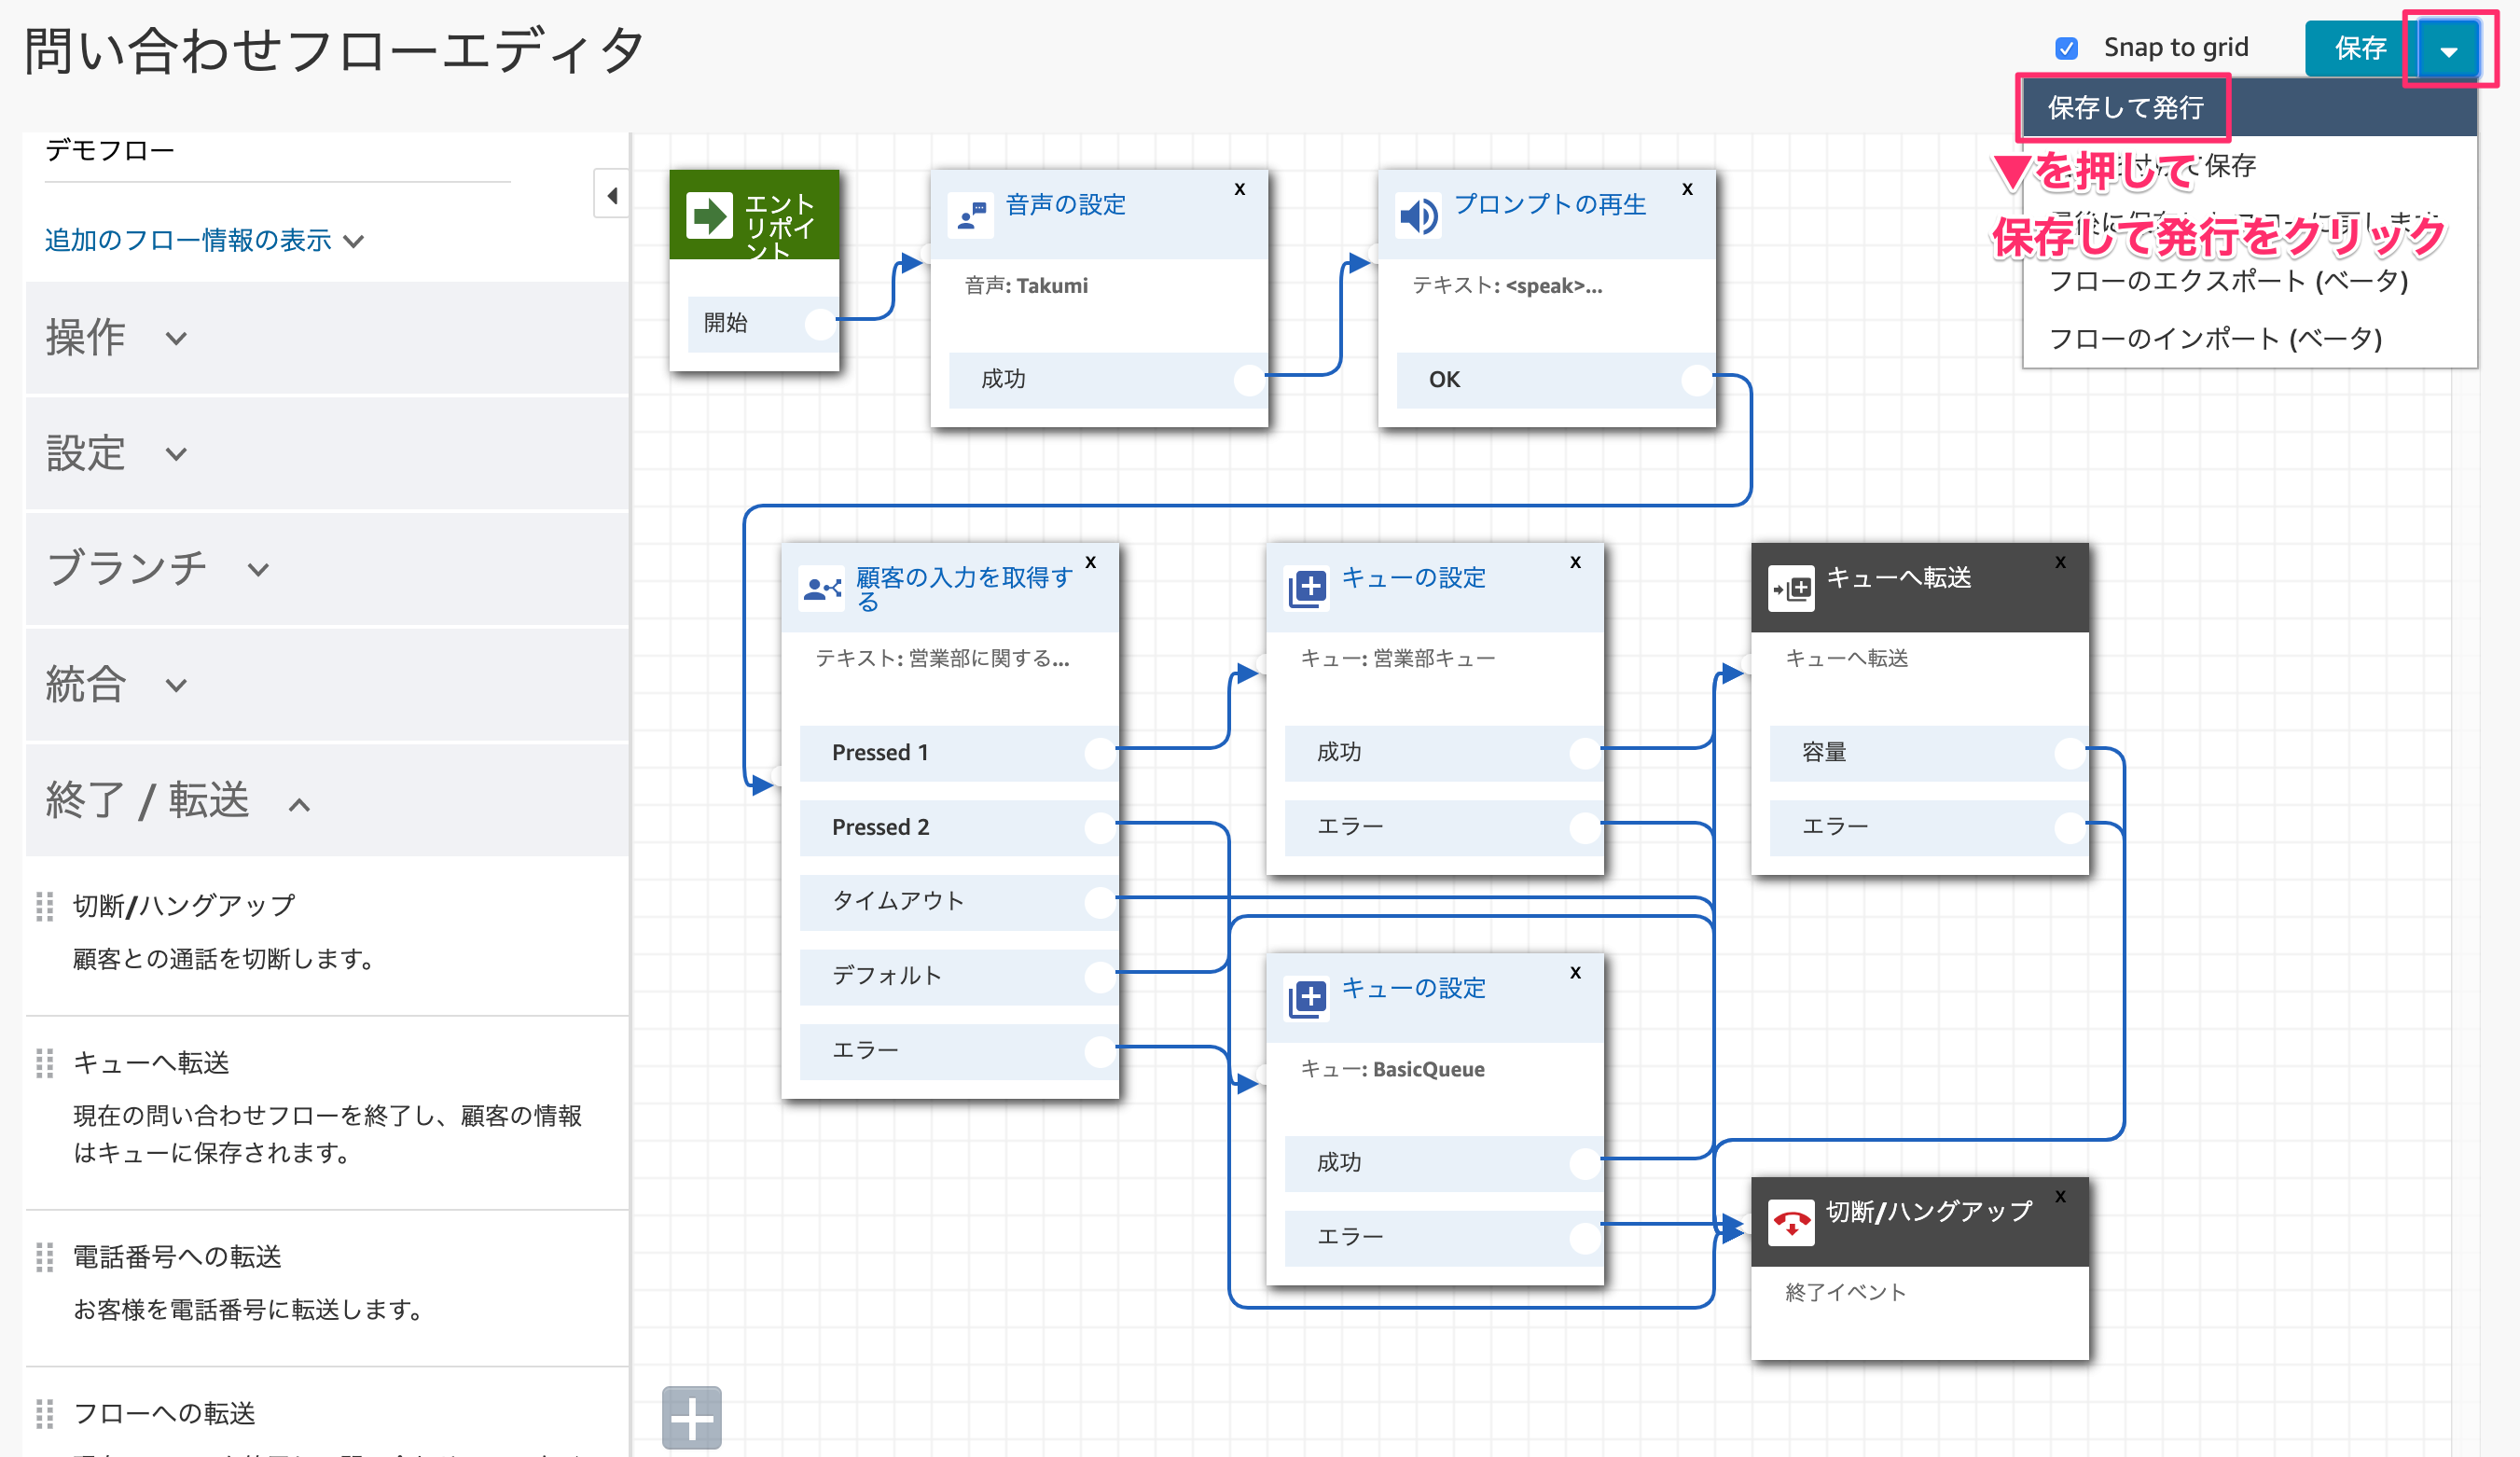 問い合わせフローエディタ
Snap to grid
保存
保存して発行
て保存
▼を押して
保存して発行をクリック
フローのエクスポート (ベータ)
フローのインポート (ベータ)
デモフロー
追加のフロー情報の表示
操作
設定
ブランチ
統合
終了 / 転送
切断/ハングアップ
顧客との通話を切断します。
キューへ転送
現在の問い合わせフローを終了し、顧客の情報
はキューに保存されます。
電話番号への転送
お客様を電話番号に転送します。
フローへの転送
エント
リポイ
ント
開始
音声の設定
x
音声: Takumi
成功
プロンプトの再生
x
テキスト: <speak>...
OK
顧客の入力を取得す
る
x
テキスト: 営業部に関する...
Pressed 1
Pressed 2
タイムアウト
デフォルト
エラー
キューの設定
x
キュー: 営業部キュー
成功
エラー
キューへ転送
x
キューへ転送
容量
エラー
キューの設定
x
キュー: BasicQueue
成功
エラー
切断/ハングアップ
x
終了イベント